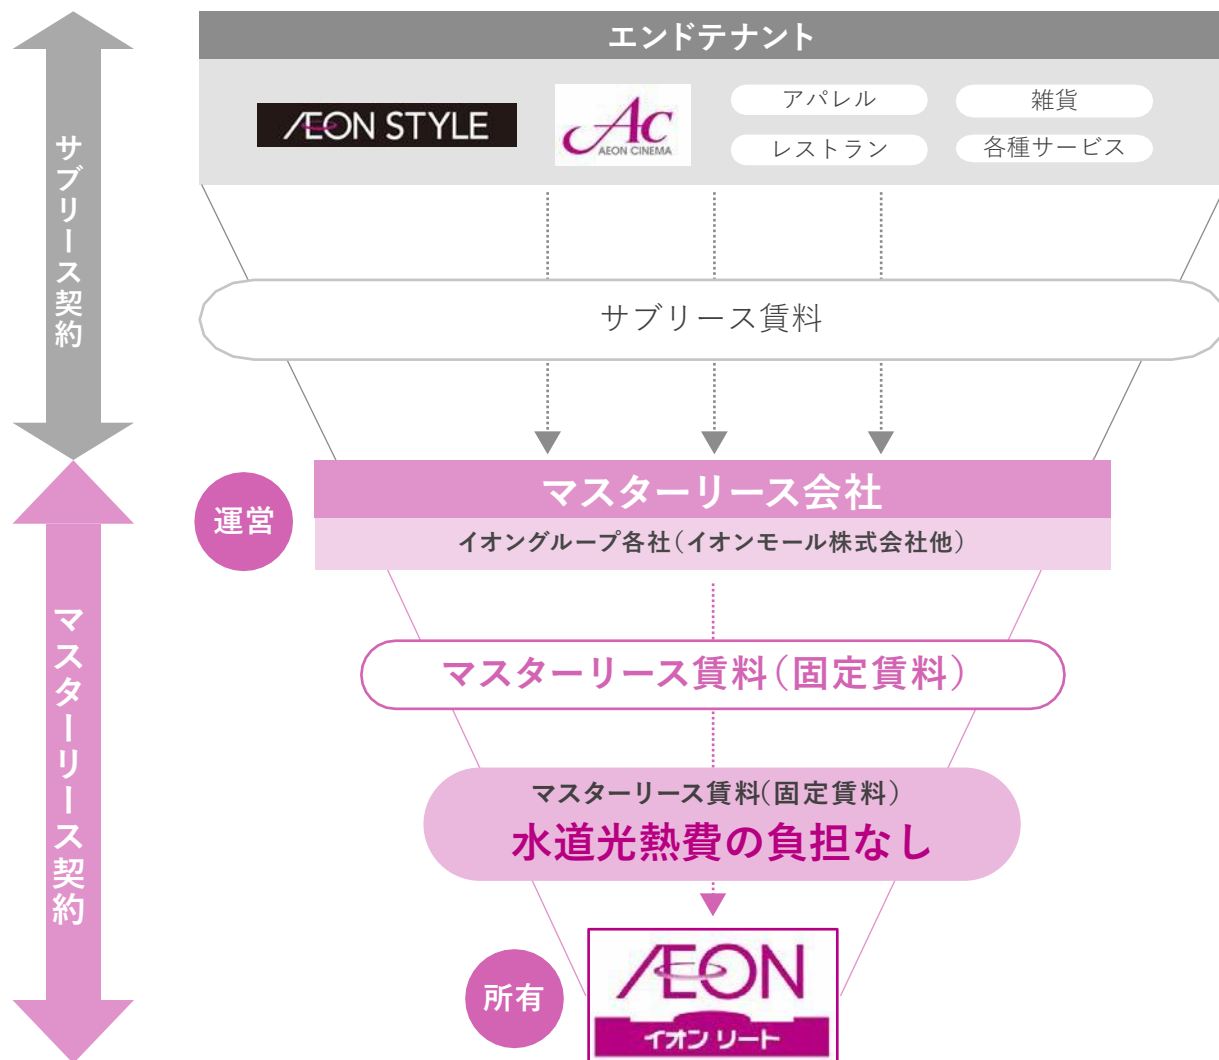 エンドテナント
ÆON STYLE
AC
AEON CINEMA
アパレル
雑貨
レストラン
各種サービス
サブリース契約
サブリース賃料
マスターリース会社
運営
イオングループ各社(イオンモール株式会社他)
マスターリース契約
マスターリース賃料(固定賃料)
マスターリース賃料(固定賃料)
水道光熱費の負担なし
所有
ÆON
イオン リート